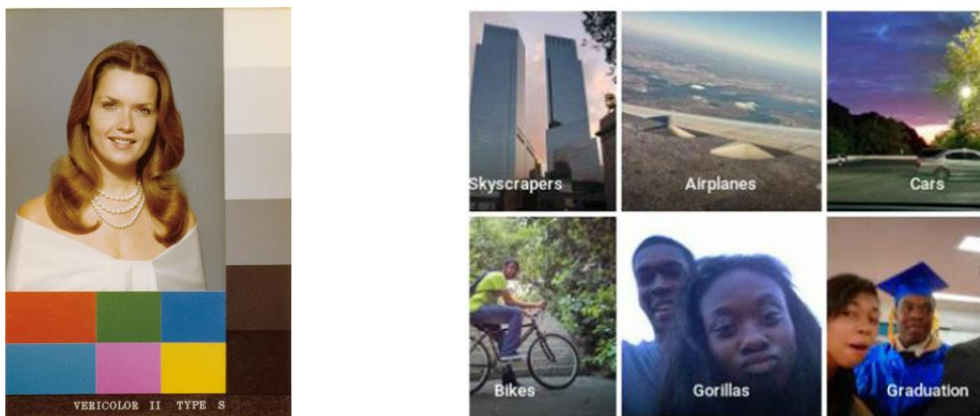 VERICOLOR II TYPE S
Skyscrapers
Airplanes
Cars
Bikes
Gorillas
Graduation